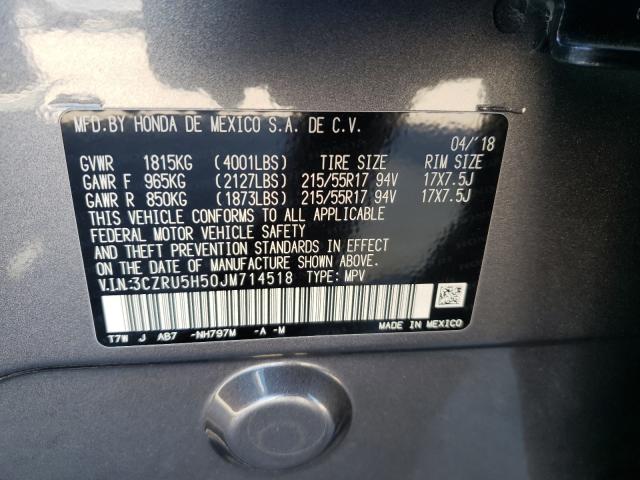 MFD.BY HONDA DE MEXICO S.A. DE C.V.
04/'18
GVWR 1815KG (4001LBS) TIRE SIZE RIM SIZE
GAWR F 965KG (2127LBS) 215/55R17 94V 17X7.5J
GAWR R 850KG (1873LBS) 215/55R17 94V 17X7.5J
THIS VEHICLE CONFORMS TO ALL APPLICABLE
FEDERAL MOTOR VEHICLE SAFETY
AND THEFT PREVENTION STANDARDS IN EFFECT
ON THE DATE OF MANUFACTURE SHOWN ABOVE.
V.I.N:3CZRU5H50JM714518 TYPE: MPV
T7W J AB7 -NH797M -A -M MADE IN MEXICO